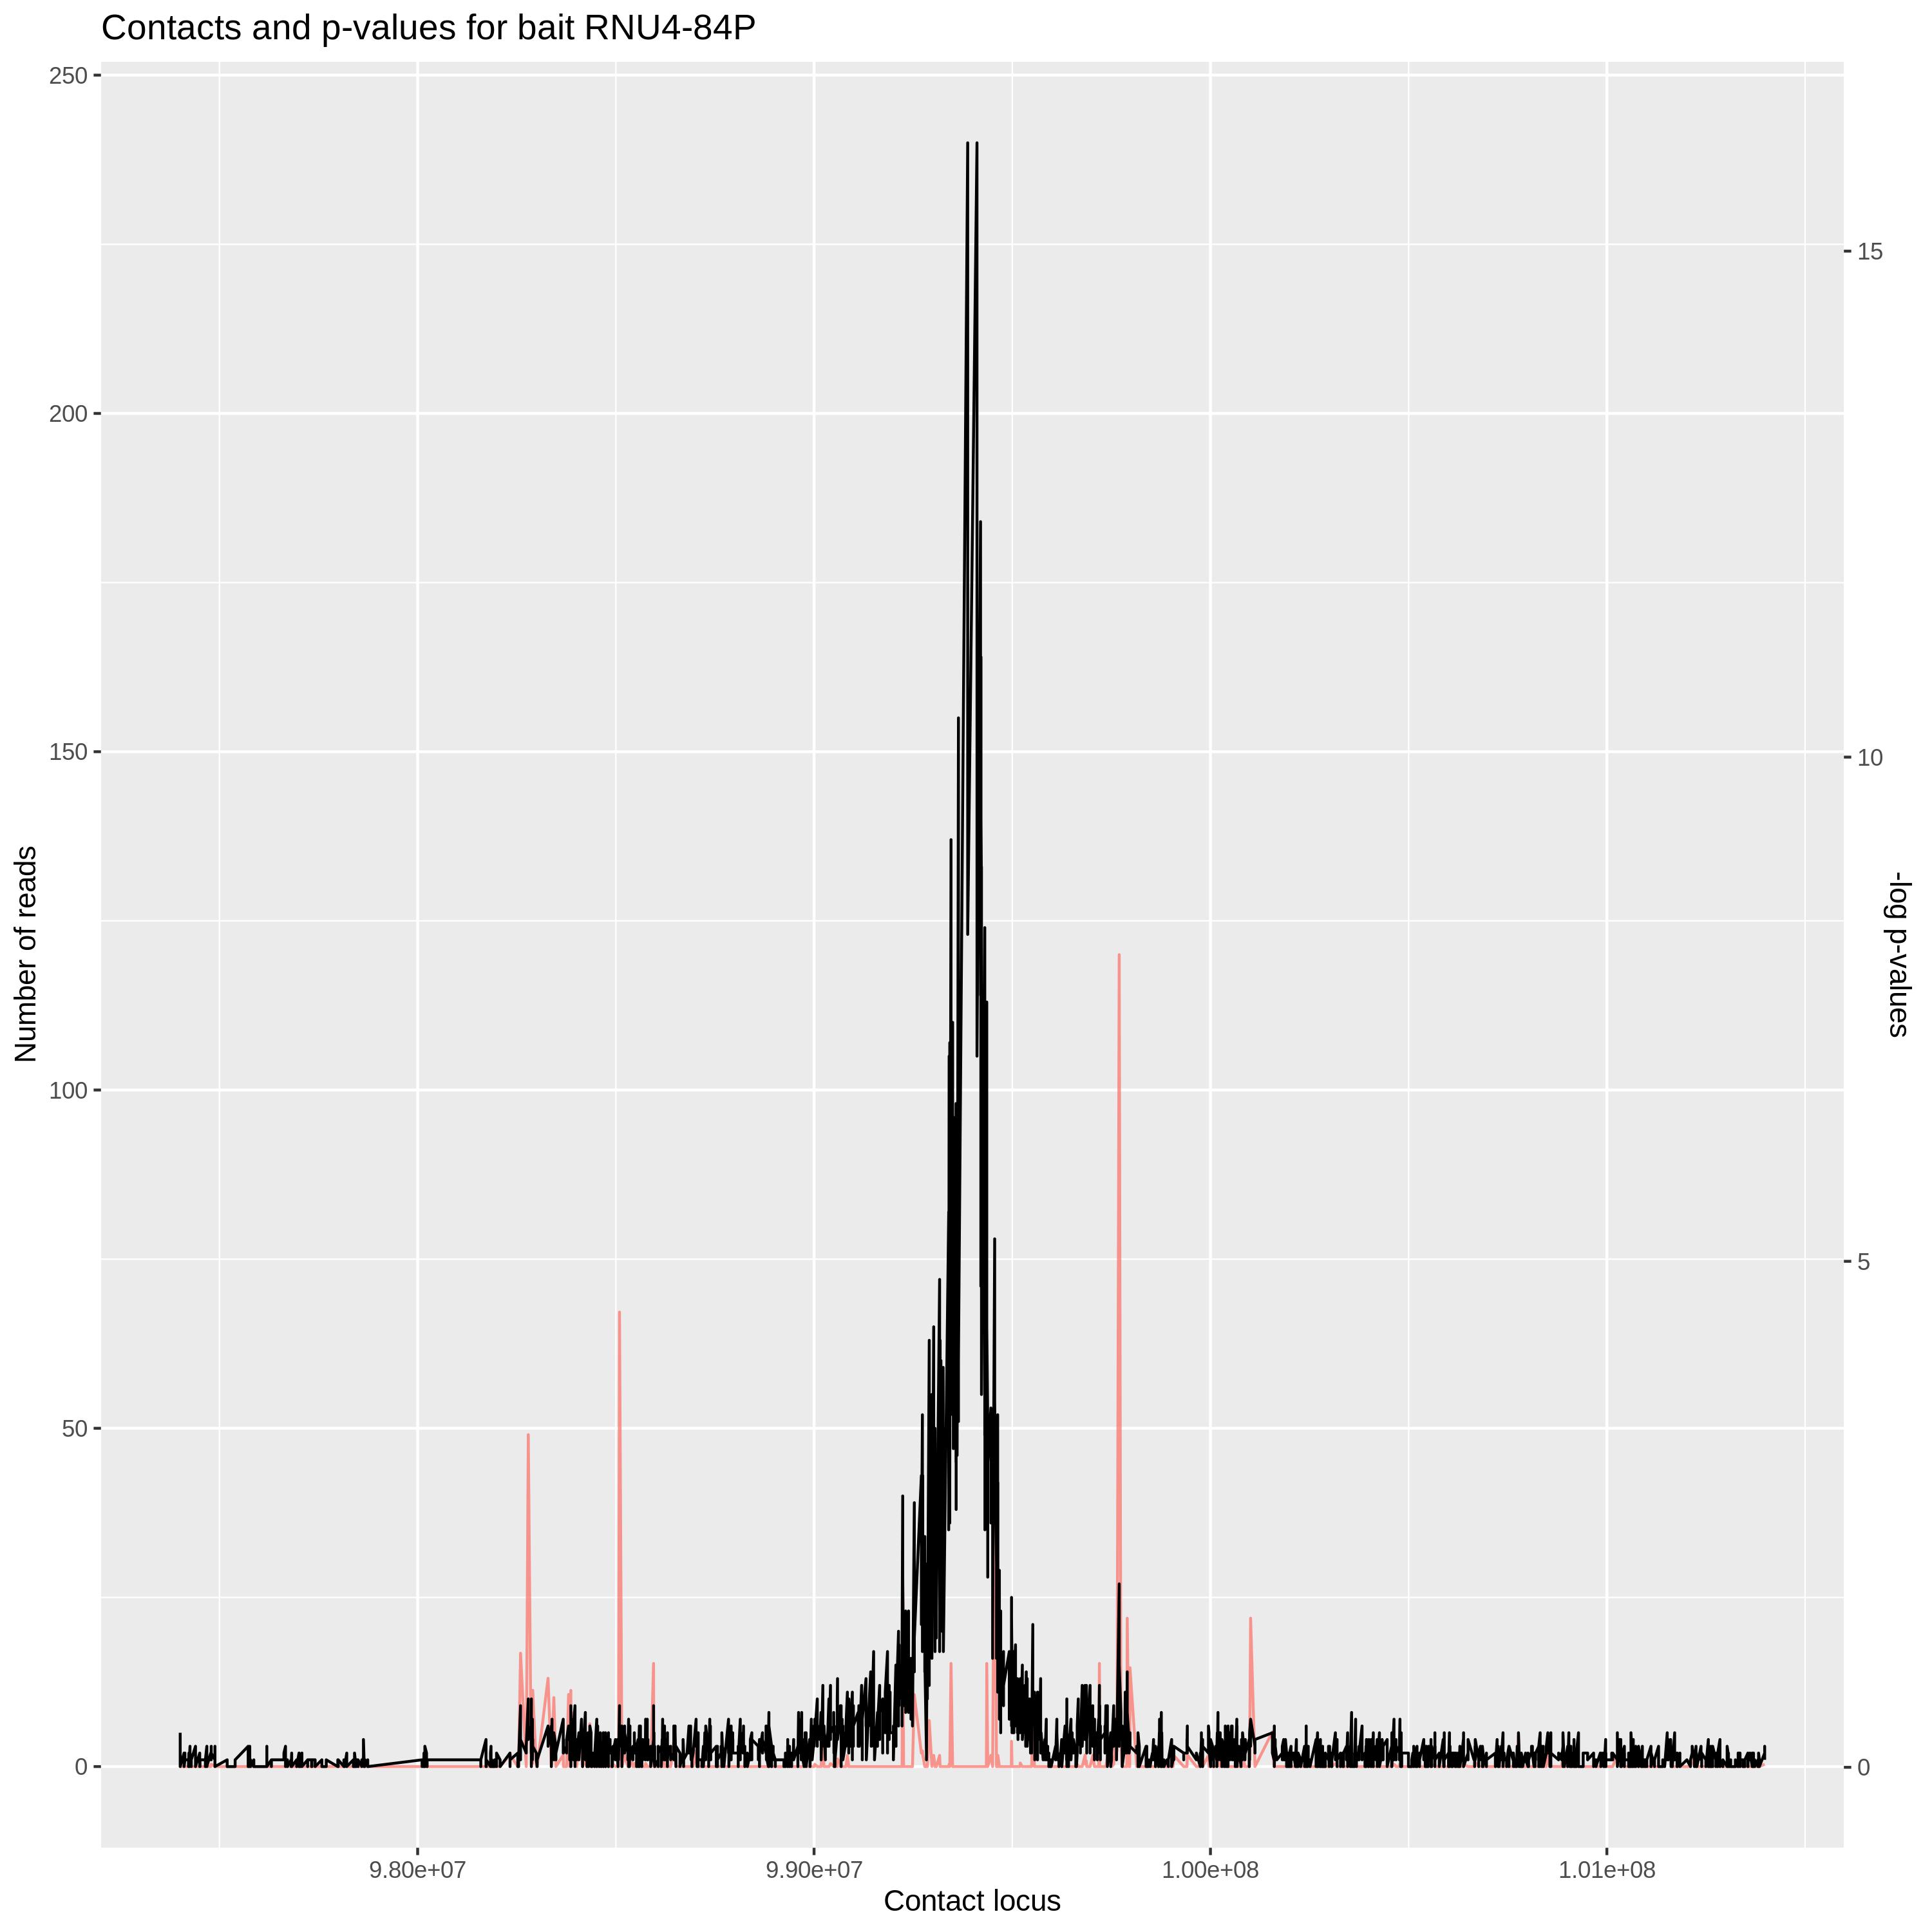 Contacts and p-values for bait RNU4-84P
250
200
150
100
50
0
Number of reads
15
10
5
0
-log p-values
9.80e+07
9.90e+07
1.00e+08
1.01e+08
Contact locus